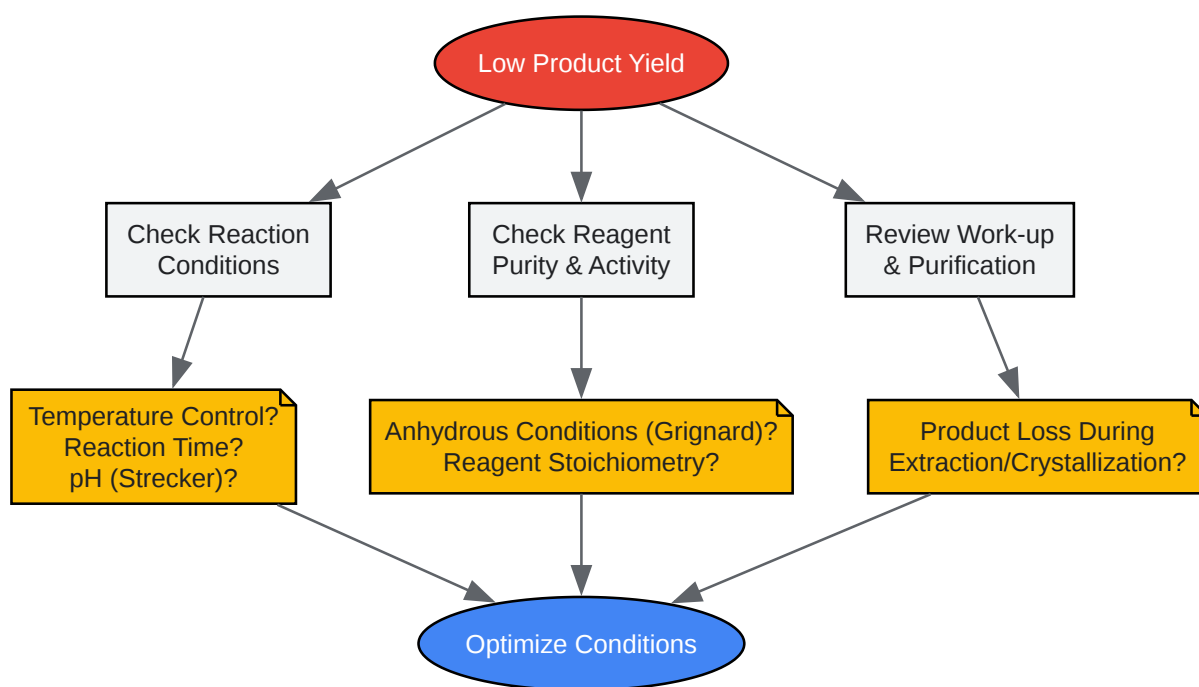 Low Product Yield
Check Reaction
Conditions
Check Reagent
Purity & Activity
Review Work-up
& Purification
Temperature Control?
Reaction Time?
pH (Strecker)?
Anhydrous Conditions (Grignard)?
Reagent Stoichiometry?
Product Loss During
Extraction/Crystallization?
Optimize Conditions